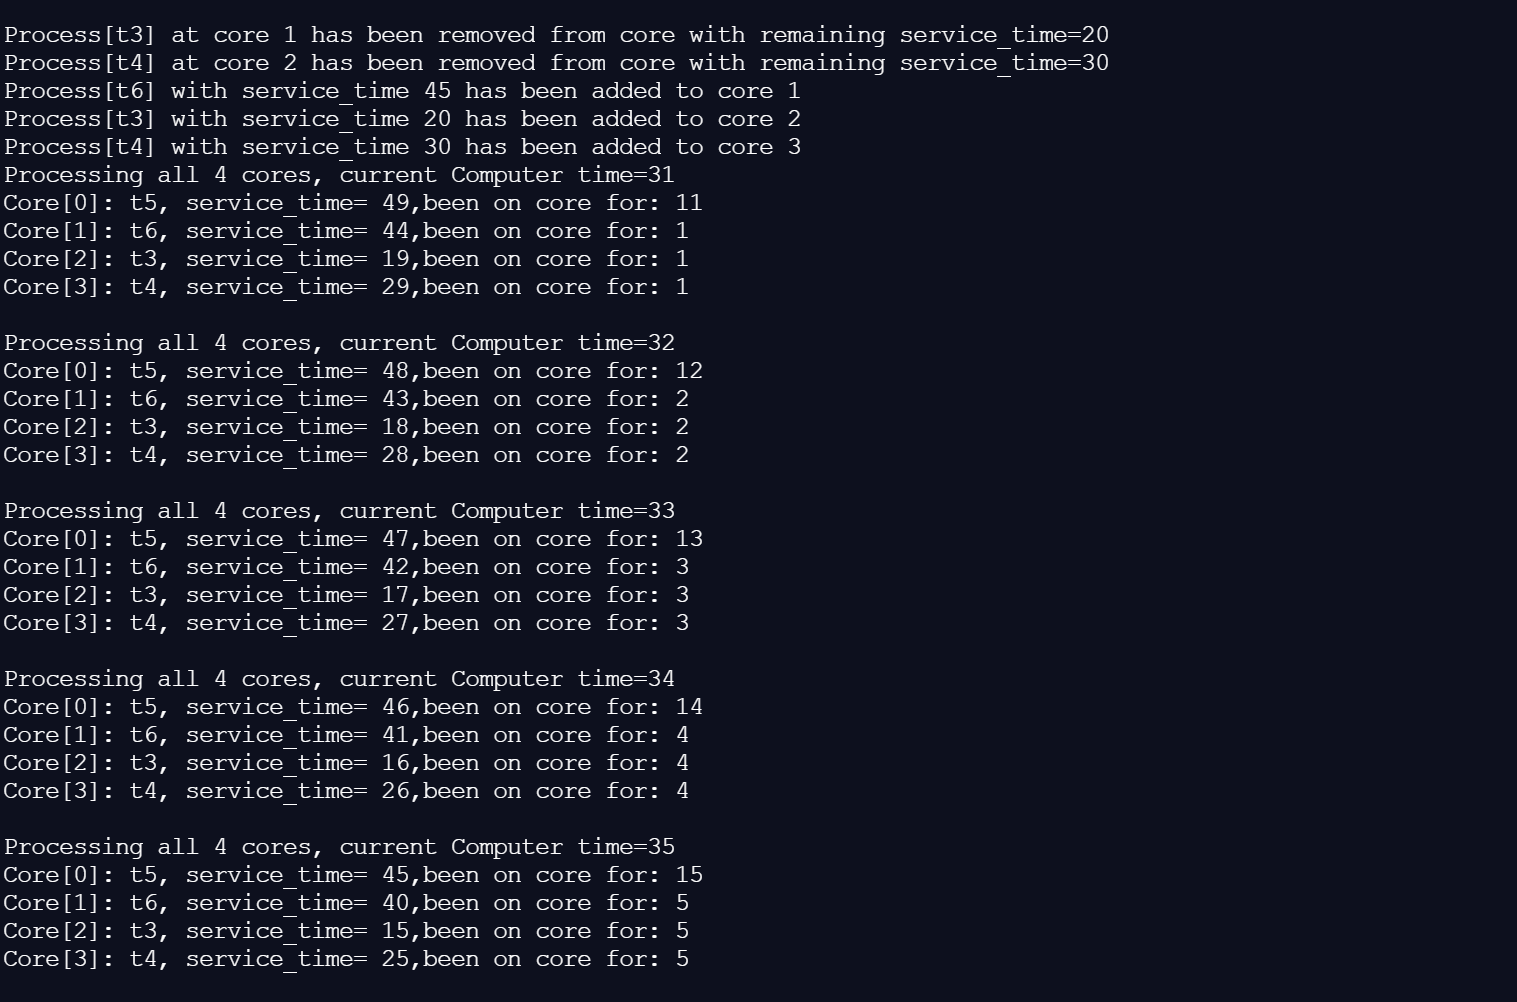 Process[t3] at core 1 has been removed from core with remaining service_time=20
Process[t4] at core 2 has been removed from core with remaining service_time=30
Process[t6] with service_time 45 has been added to core 1
Process[t3] with service_time 20 has been added to core 2
Process[t4] with service_time 30 has been added to core 3
Processing all 4 cores, current Computer time=31
Core[0]: t5, service_time= 49,been on core for: 11
Core[1]: t6, service_time= 44,been on core for: 1
Core[2]: t3, service_time= 19,been on core for: 1
Core[3]: t4, service_time= 29,been on core for: 1
Processing all 4 cores, current Computer time=32
Core[0]: t5, service_time= 48,been on core for: 12
Core[1]: t6, service_time= 43,been on core for: 2
Core[2]: t3, service_time= 18,been on core for: 2
Core[3]: t4, service_time= 28,been on core for: 2
Processing all 4 cores, current Computer time=33
Core[0]: t5, service_time= 47,been on core for: 13
Core[1]: t6, service_time= 42,been on core for: 3
Core[2]: t3, service_time= 17,been on core for: 3
Core[3]: t4, service_time= 27,been on core for: 3
Processing all 4 cores, current Computer time=34
Core[0]: t5, service_time= 46,been on core for: 14
Core[1]: t6, service_time= 41,been on core for: 4
Core[2]: t3, service_time= 16,been on core for: 4
Core[3]: t4, service_time= 26,been on core for: 4
Processing all 4 cores, current Computer time=35
Core[0]: t5, service_time= 45,been on core for: 15
Core[1]: t6, service_time= 40,been on core for: 5
Core[2]: t3, service_time= 15,been on core for: 5
Core[3]: t4, service_time= 25,been on core for: 5